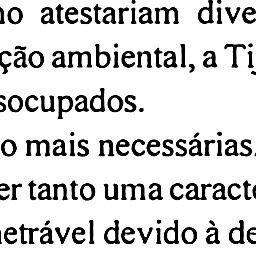 no atestariam dive
ção ambiental, a Ti
socupados.
o mais necessárias.
er tanto uma caract
netrável devido à de